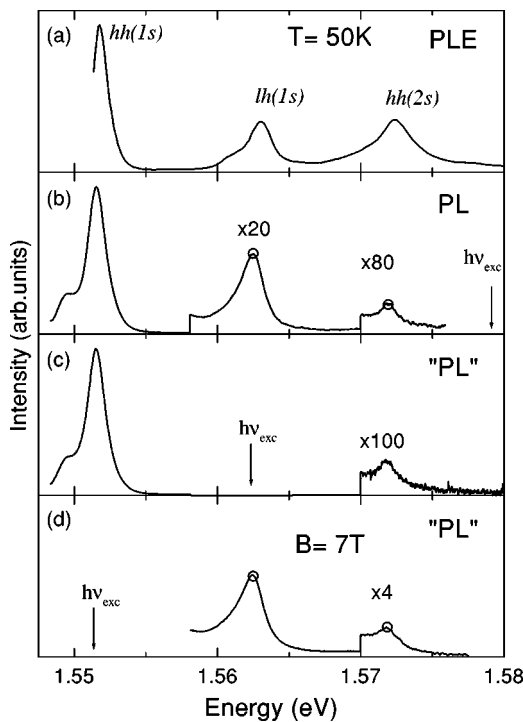 (a)
hh(1s)
T= 50K
PLE
lh(1s)
hh(2s)
(b)
PL
x20
x80
hν_exc
(c)
"PL"
hν_exc
x100
(d)
"PL"
B= 7T
hν_exc
x4
Intensity (arb.units)
1.55 1.56 1.57 1.58
Energy (eV)